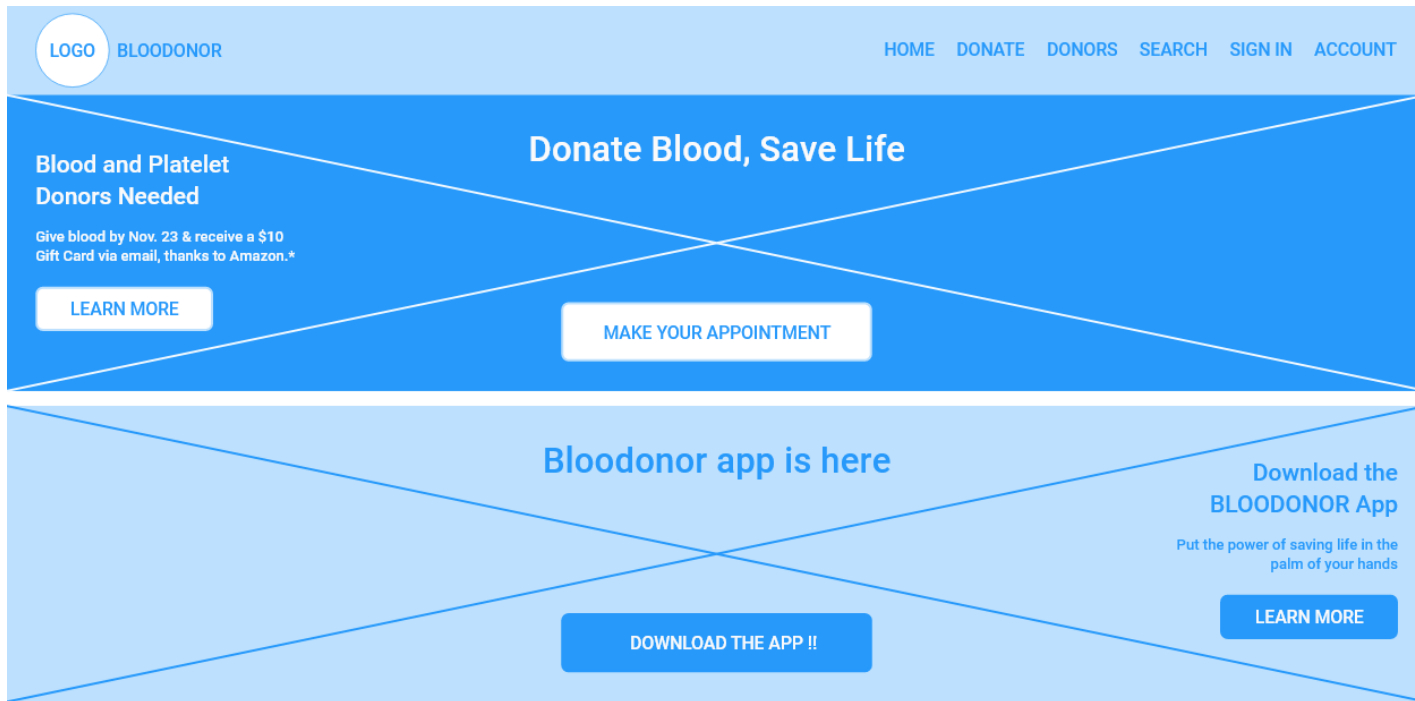 LOGO BLOODONOR HOME DONATE DONORS SEARCH SIGN IN ACCOUNT
Donate Blood, Save Life
Blood and Platelet
Donors Needed
Give blood by Nov. 23 & receive a $10
Gift Card via email, thanks to Amazon.*
LEARN MORE
MAKE YOUR APPOINTMENT
Bloodonor app is here
Download the
BLOODONOR App
Put the power of saving life in the
palm of your hands
LEARN MORE
DOWNLOAD THE APP !!